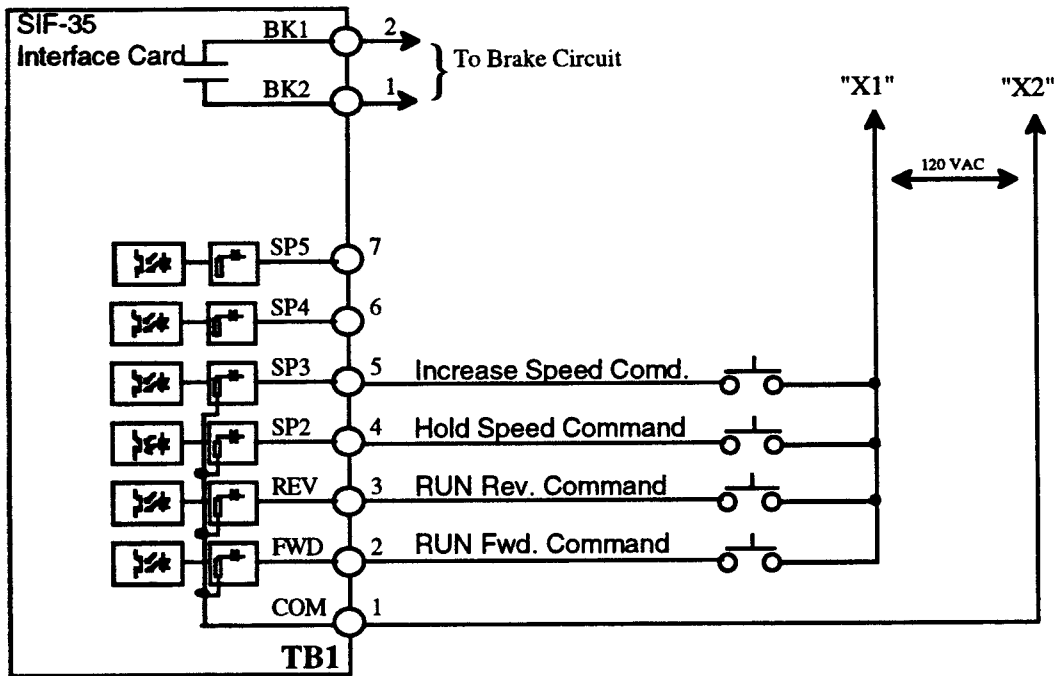 SIF-35
Interface Card
BK1 2
To Brake Circuit
BK2 1
"X1" "X2"
120 VAC
SP5 7
SP4 6
SP3 5 Increase Speed Comd.
SP2 4 Hold Speed Command
REV 3 RUN Rev. Command
FWD 2 RUN Fwd. Command
COM 1
TB1